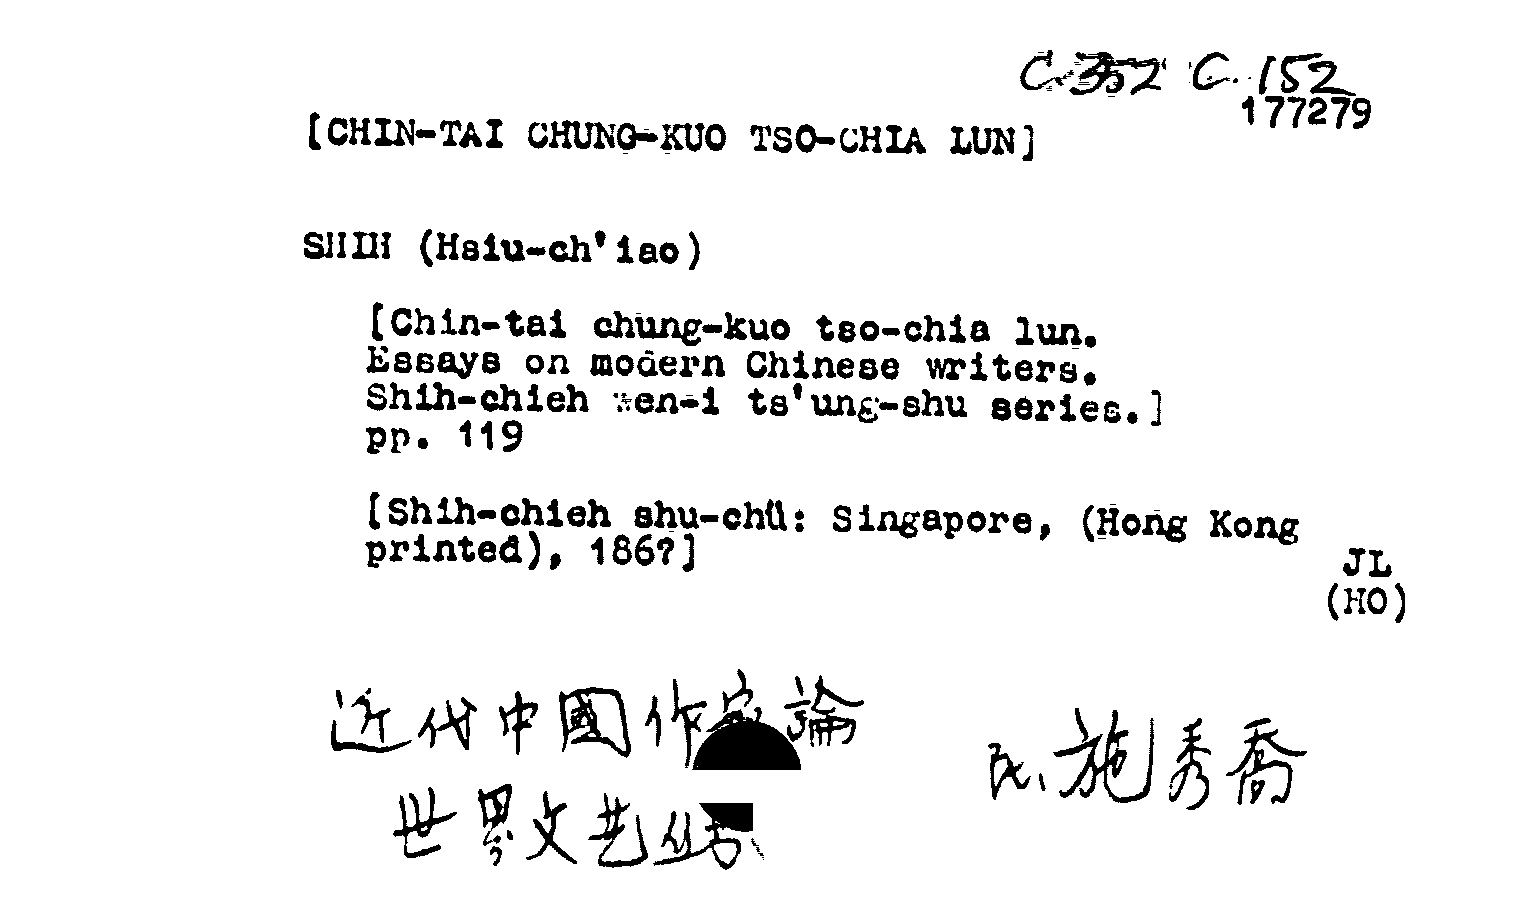 C. 352 C. 152
177279
[CHIN-TAI CHUNG-KUO TSO-CHIA LUN]
SHIH (Hsiu-ch'iao)
[Chin-tai chung-kuo tso-chia lun.
Essays on modern Chinese writers.
Shih-chieh wen-i ts'ung-shu series.]
pp. 119
[Shih-chieh shu-chü: Singapore, (Hong Kong
printed), 186?]
JL
(HO)
近代中國作家論
施秀喬
世界文艺丛书